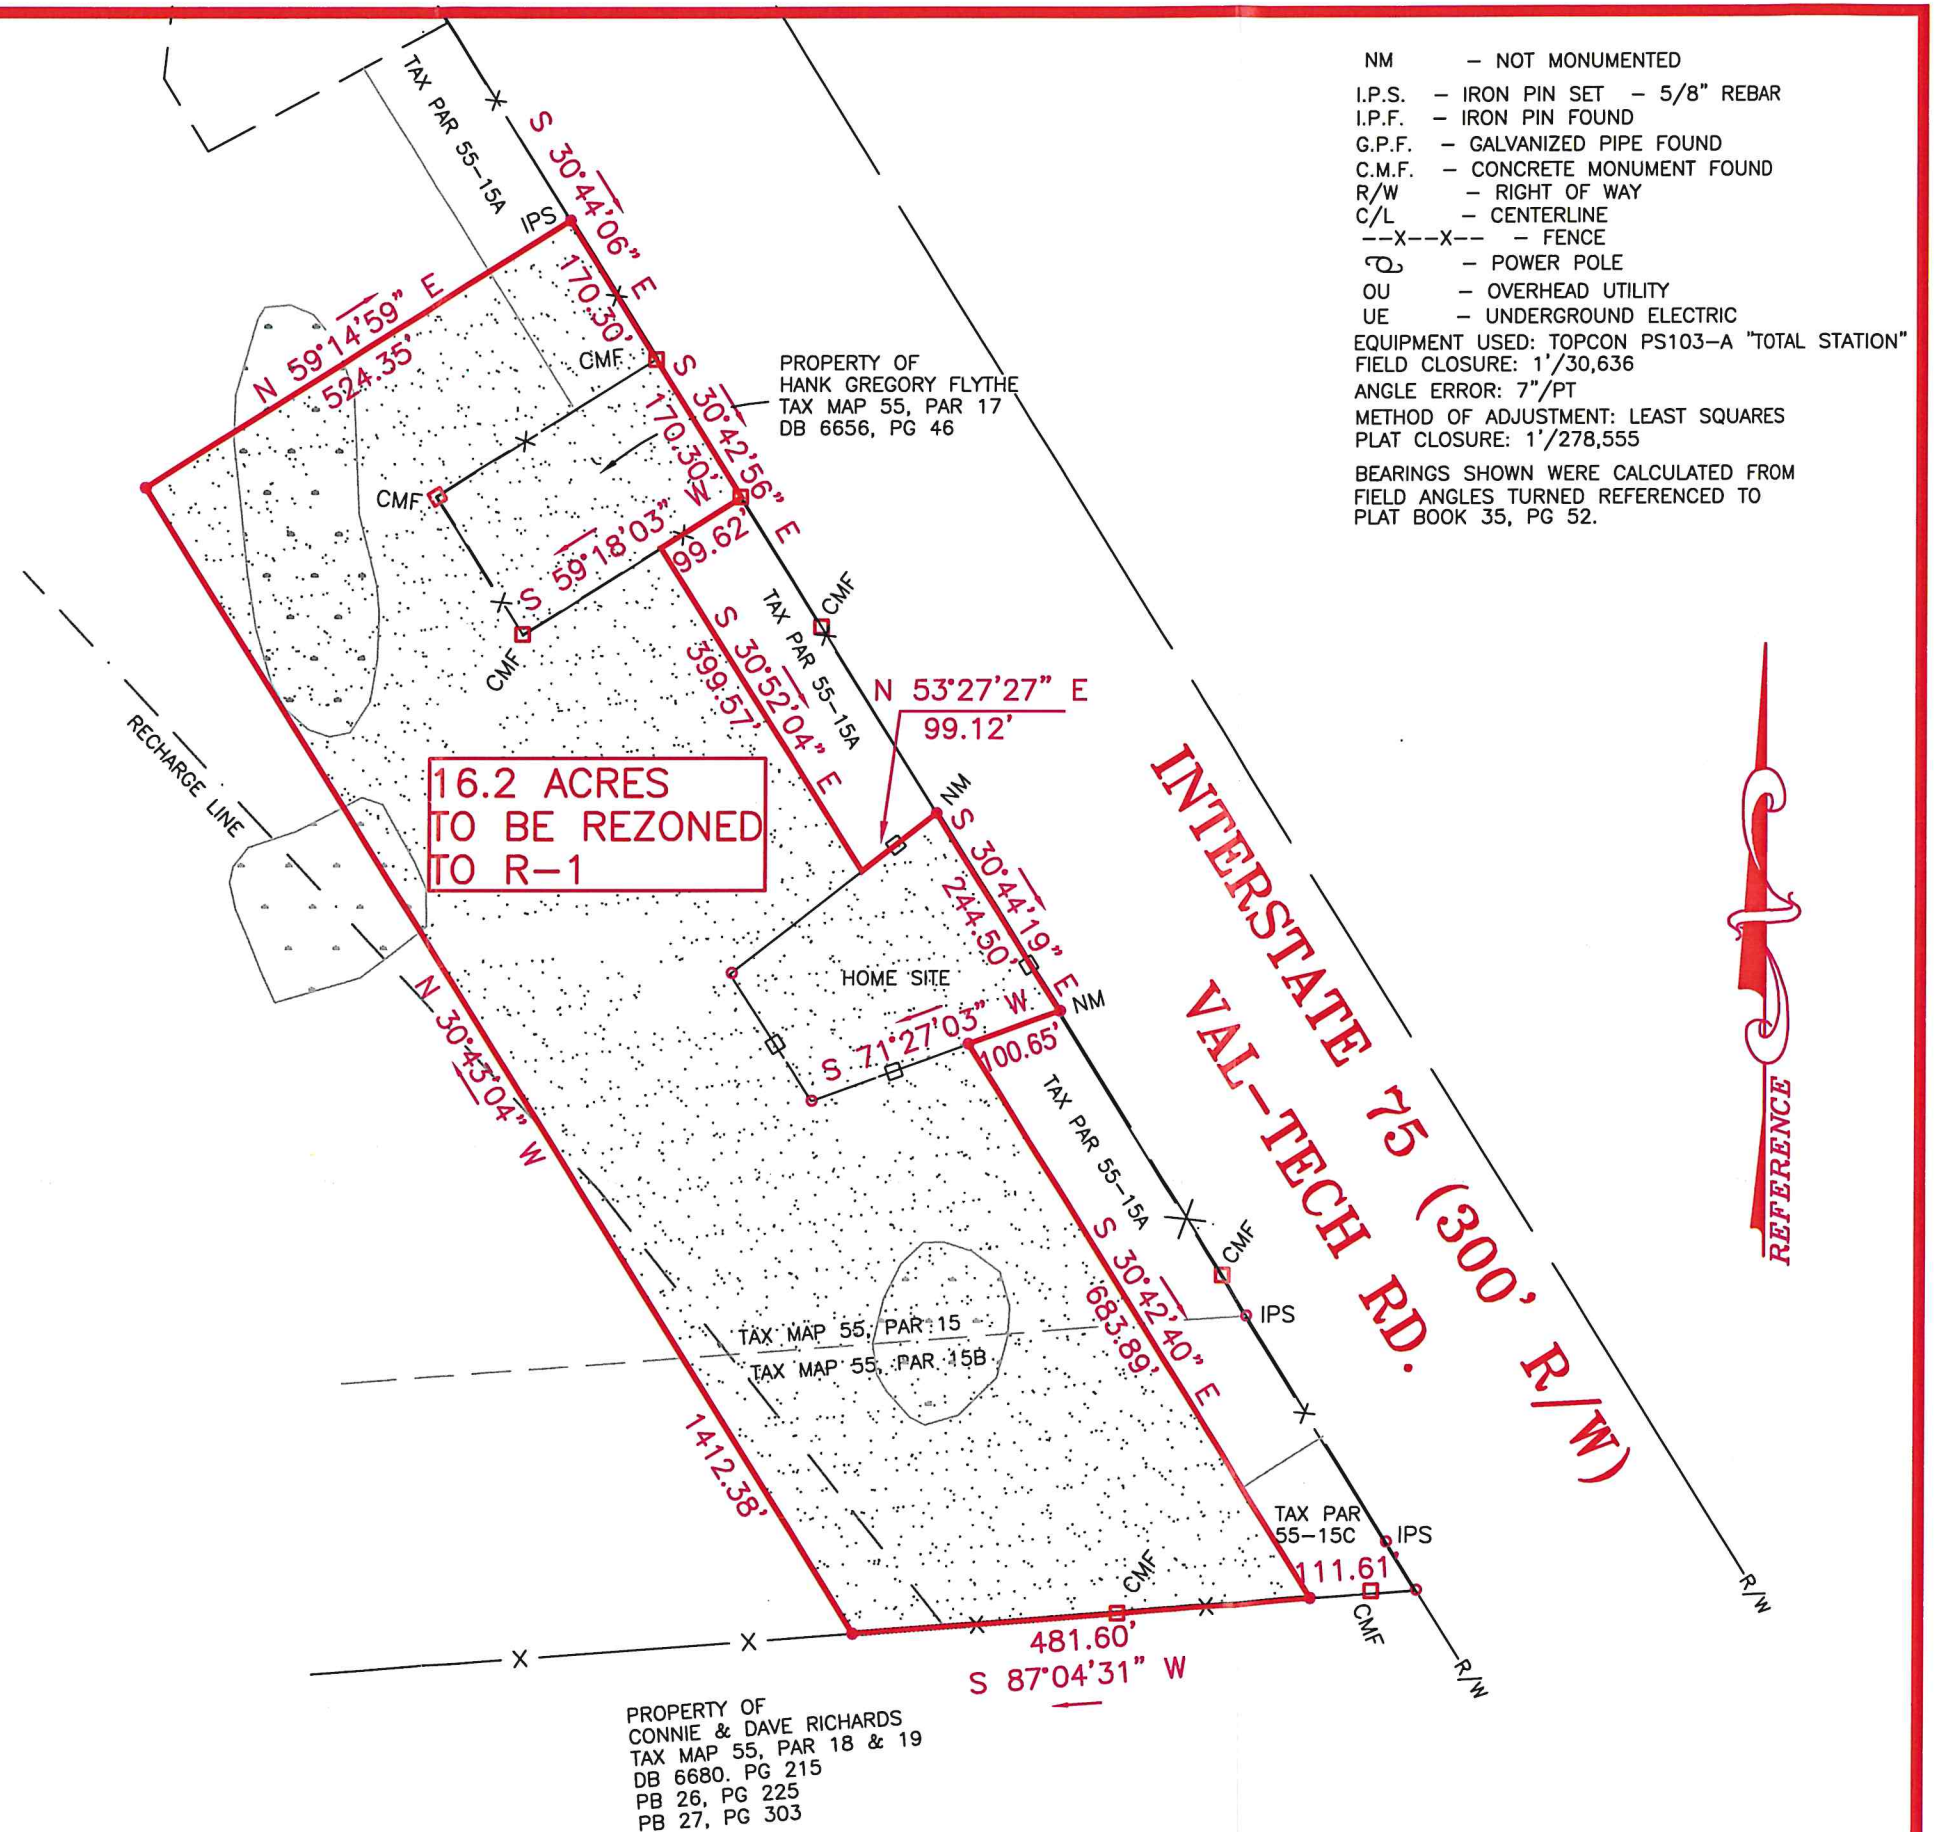 NM – NOT MONUMENTED
I.P.S. – IRON PIN SET – 5/8" REBAR
I.P.F. – IRON PIN FOUND
G.P.F. – GALVANIZED PIPE FOUND
C.M.F. – CONCRETE MONUMENT FOUND
R/W – RIGHT OF WAY
C/L – CENTERLINE
--X--X-- – FENCE
– POWER POLE
OU – OVERHEAD UTILITY
UE – UNDERGROUND ELECTRIC
EQUIPMENT USED: TOPCON PS103-A "TOTAL STATION"
FIELD CLOSURE: 1'/30,636
ANGLE ERROR: 7"/PT
METHOD OF ADJUSTMENT: LEAST SQUARES
PLAT CLOSURE: 1'/278,555
BEARINGS SHOWN WERE CALCULATED FROM
FIELD ANGLES TURNED REFERENCED TO
PLAT BOOK 35, PG 52.
TAX PAR 55-15A
S 30°44'06" E
170.30'
IPS
N 59°14'59" E
524.35'
CMF
S 30°42'56" E
170.30'
PROPERTY OF
HANK GREGORY FLYTHE
TAX MAP 55, PAR 17
DB 6656, PG 46
CMF
S 59°18'03" W
99.62'
CMF
CMF
TAX PAR 55-15A
S 30°52'04" E
399.57'
N 53°27'27" E
99.12'
RECHARGE LINE
16.2 ACRES
TO BE REZONED
TO R-1
NM
S 30°44'19" E
244.50'
HOME SITE
NM
S 71°27'03" W
100.65'
INTERSTATE 75 (300' R/W)
VAL-TECH RD.
REFERENCE
N 30°43'04" W
1412.38'
TAX PAR 55-15A
CMF
IPS
S 30°42'40" E
683.89'
TAX MAP 55, PAR 15
TAX MAP 55, PAR 15B
TAX PAR
55-15C
IPS
111.61'
CMF
CMF
R/W
R/W
481.60'
S 87°04'31" W
PROPERTY OF
CONNIE & DAVE RICHARDS
TAX MAP 55, PAR 18 & 19
DB 6680. PG 215
PB 26, PG 225
PB 27, PG 303